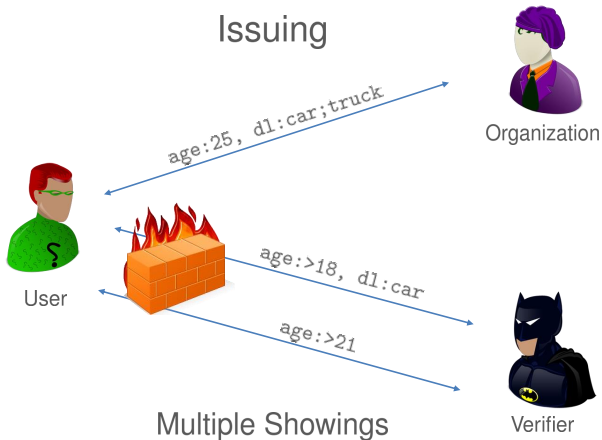 Issuing
Organization
age:25, dl:car;truck
User
?
age:>18, dl:car
age:>21
Multiple Showings
Verifier